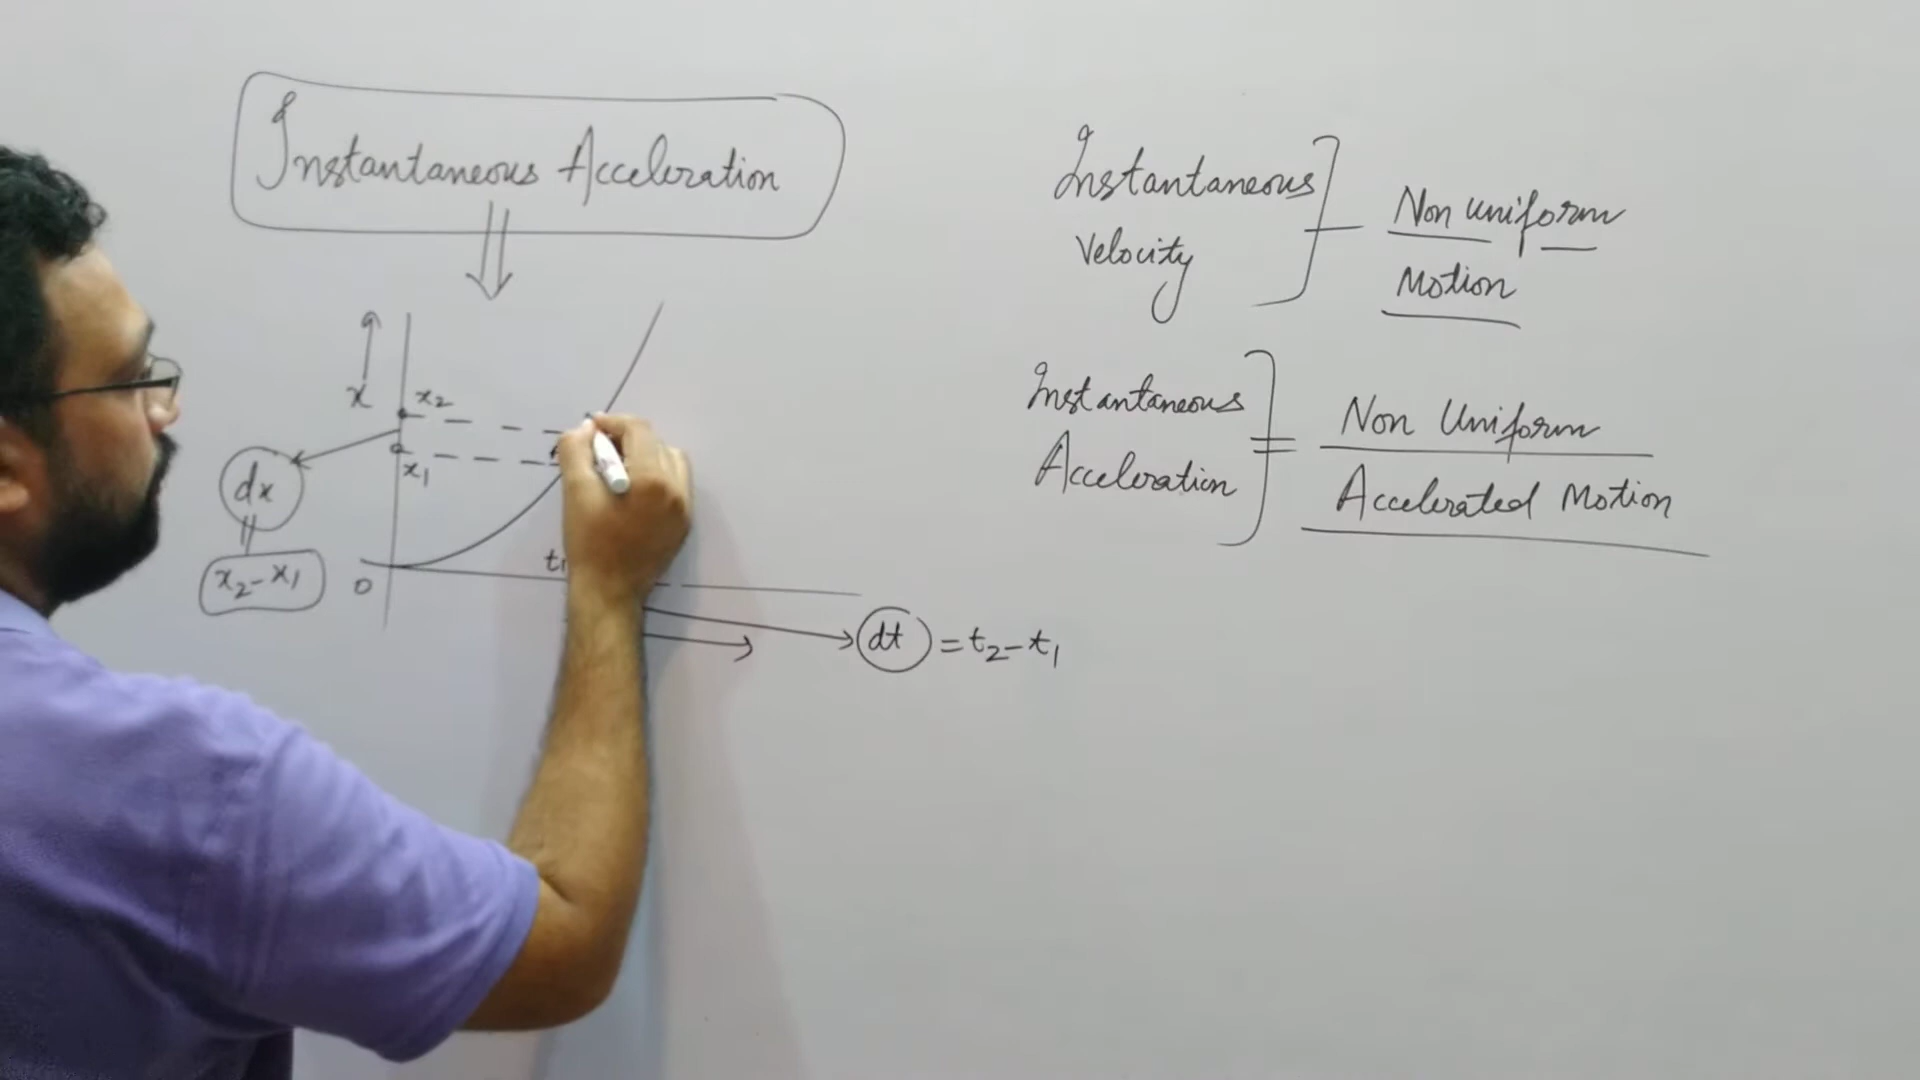 Instantaneous Acceleration
x
x2
x1
dx
x2-x1
0
t1
dt = t2-t1
Instantaneous
Velocity
Non uniform
Motion
Instantaneous
Acceleration
Non Uniform
Accelerated Motion